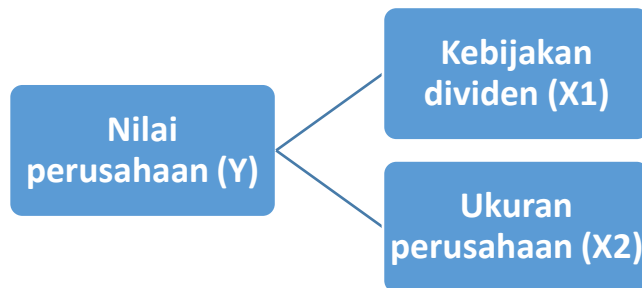 Nilai
perusahaan (Y)
Kebijakan
dividen (X1)
Ukuran
perusahaan (X2)